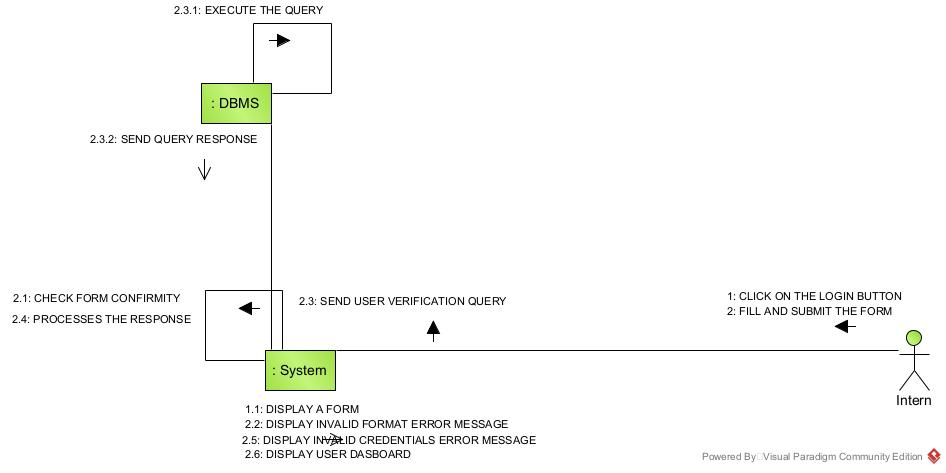 2.3.1: EXECUTE THE QUERY
: DBMS
2.3.2: SEND QUERY RESPONSE
2.1: CHECK FORM CONFIRMITY
2.4: PROCESSES THE RESPONSE
2.3: SEND USER VERIFICATION QUERY
1: CLICK ON THE LOGIN BUTTON
2: FILL AND SUBMIT THE FORM
: System
Intern
1.1: DISPLAY A FORM
2.2: DISPLAY INVALID FORMAT ERROR MESSAGE
2.5: DISPLAY INVALID CREDENTIALS ERROR MESSAGE
2.6: DISPLAY USER DASBOARD
Powered By Visual Paradigm Community Edition